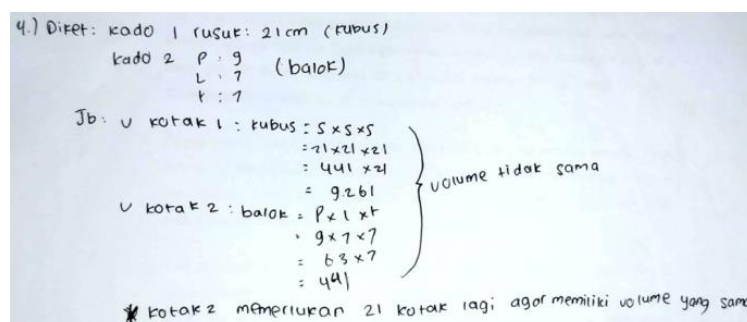 4.) Diket: kado 1 rusuk: 21 cm (kubus)
kado 2 P : 9
L : 7
t : 7
(balok)
Jb: V kotak 1 : kubus = S x S x S
= 21 x 21 x 21
= 441 x 21
= 9.261
V kotak 2 : balok = P x l x t
= 9 x 7 x 7
= 63 x 7
= 441
volume tidak sama
* kotak 2 memerlukan 21 kotak lagi agar memiliki volume yang sama